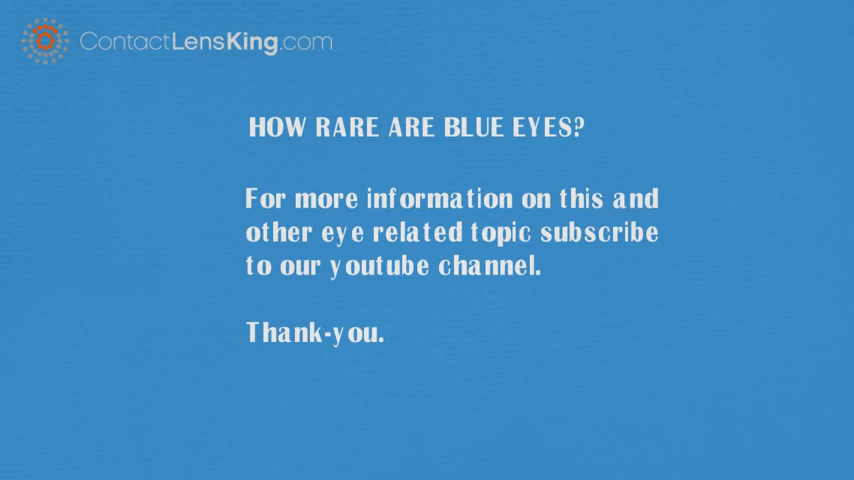 ContactLensKing.com
HOW RARE ARE BLUE EYES?
For more information on this and
other eye related topic subscribe
to our youtube channel.
Thank-you.